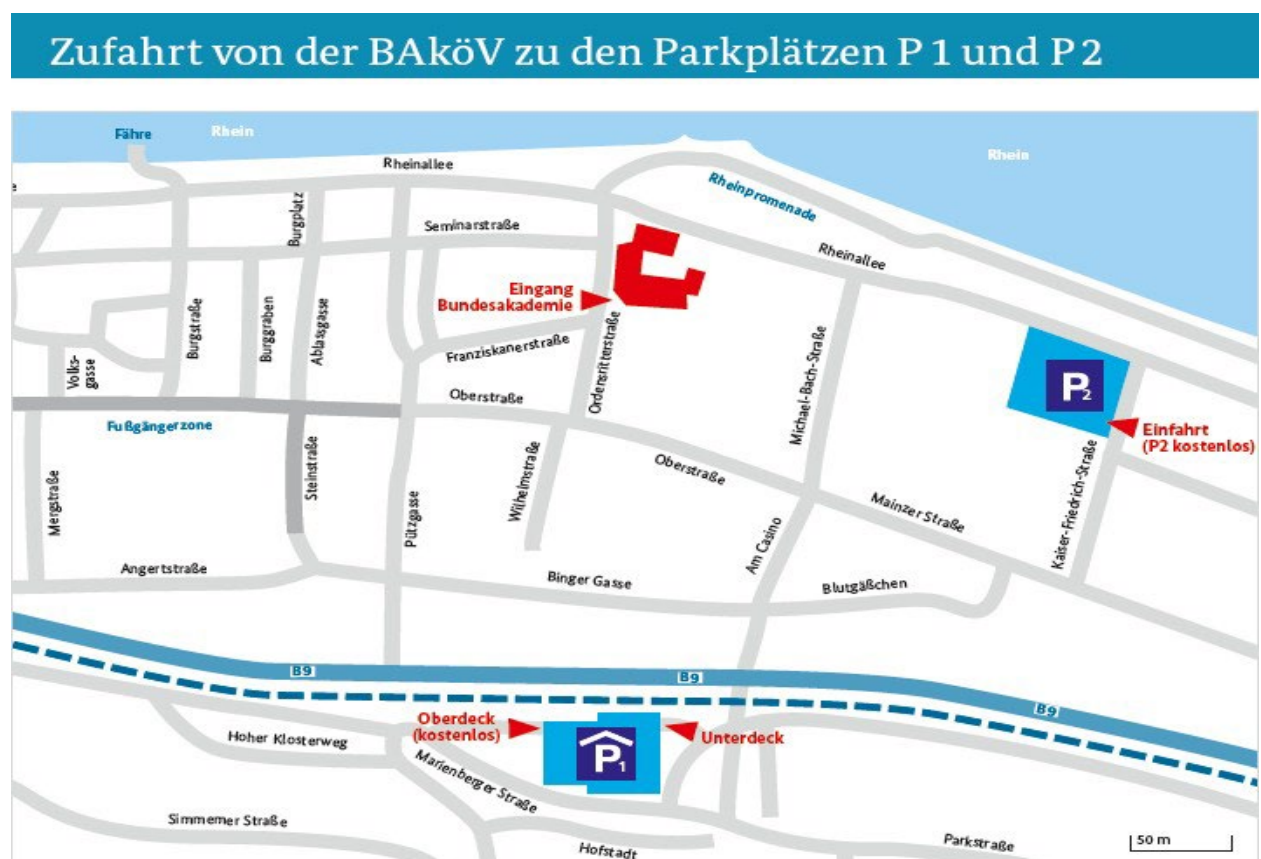 Zufahrt von der BAköV zu den Parkplätzen P 1 und P 2
Fähre
Rhein
Rhein
Rheinallee
Rheinpromenade
Burgplatz
Seminarstraße
Rheinallee
Eingang
Bundesakademie
Burgstraße
Burggraben
Ablassgasse
Volks-
gasse
Franziskanerstraße
Ordensritterstraße
Michael-Bach-Straße
P2
Oberstraße
Fußgängerzone
Einfahrt
(P2 kostenlos)
Mergstraße
Steinstraße
Pützgasse
Wilhelmstraße
Oberstraße
Mainzer Straße
Kaiser-Friedrich-Straße
Am Casino
Angertstraße
Binger Gasse
Blutgäßchen
B9
B9
B9
Oberdeck
(kostenlos)
Unterdeck
P1
Hoher Klosterweg
Marienberger Straße
Simmerner Straße
Hofstadt
Parkstraße
50 m